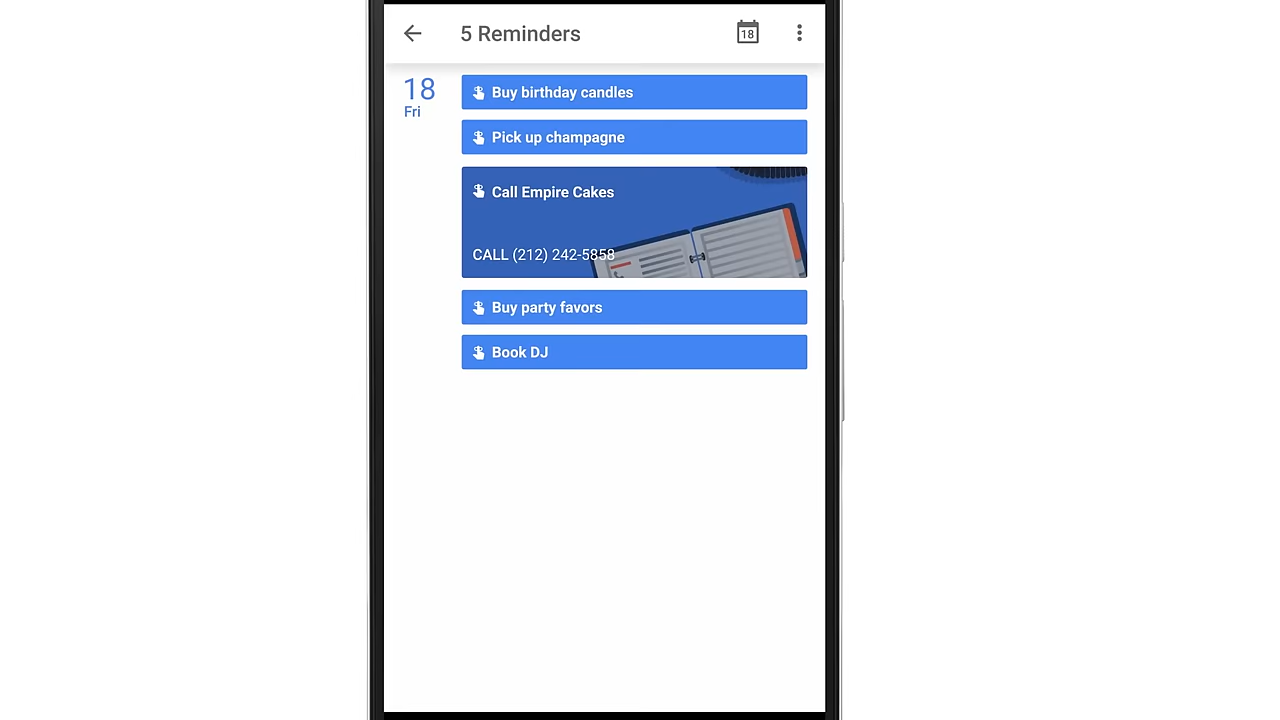 5 Reminders
18
18
Fri
Buy birthday candles
Pick up champagne
Call Empire Cakes
CALL (212) 242-5858
Buy party favors
Book DJ